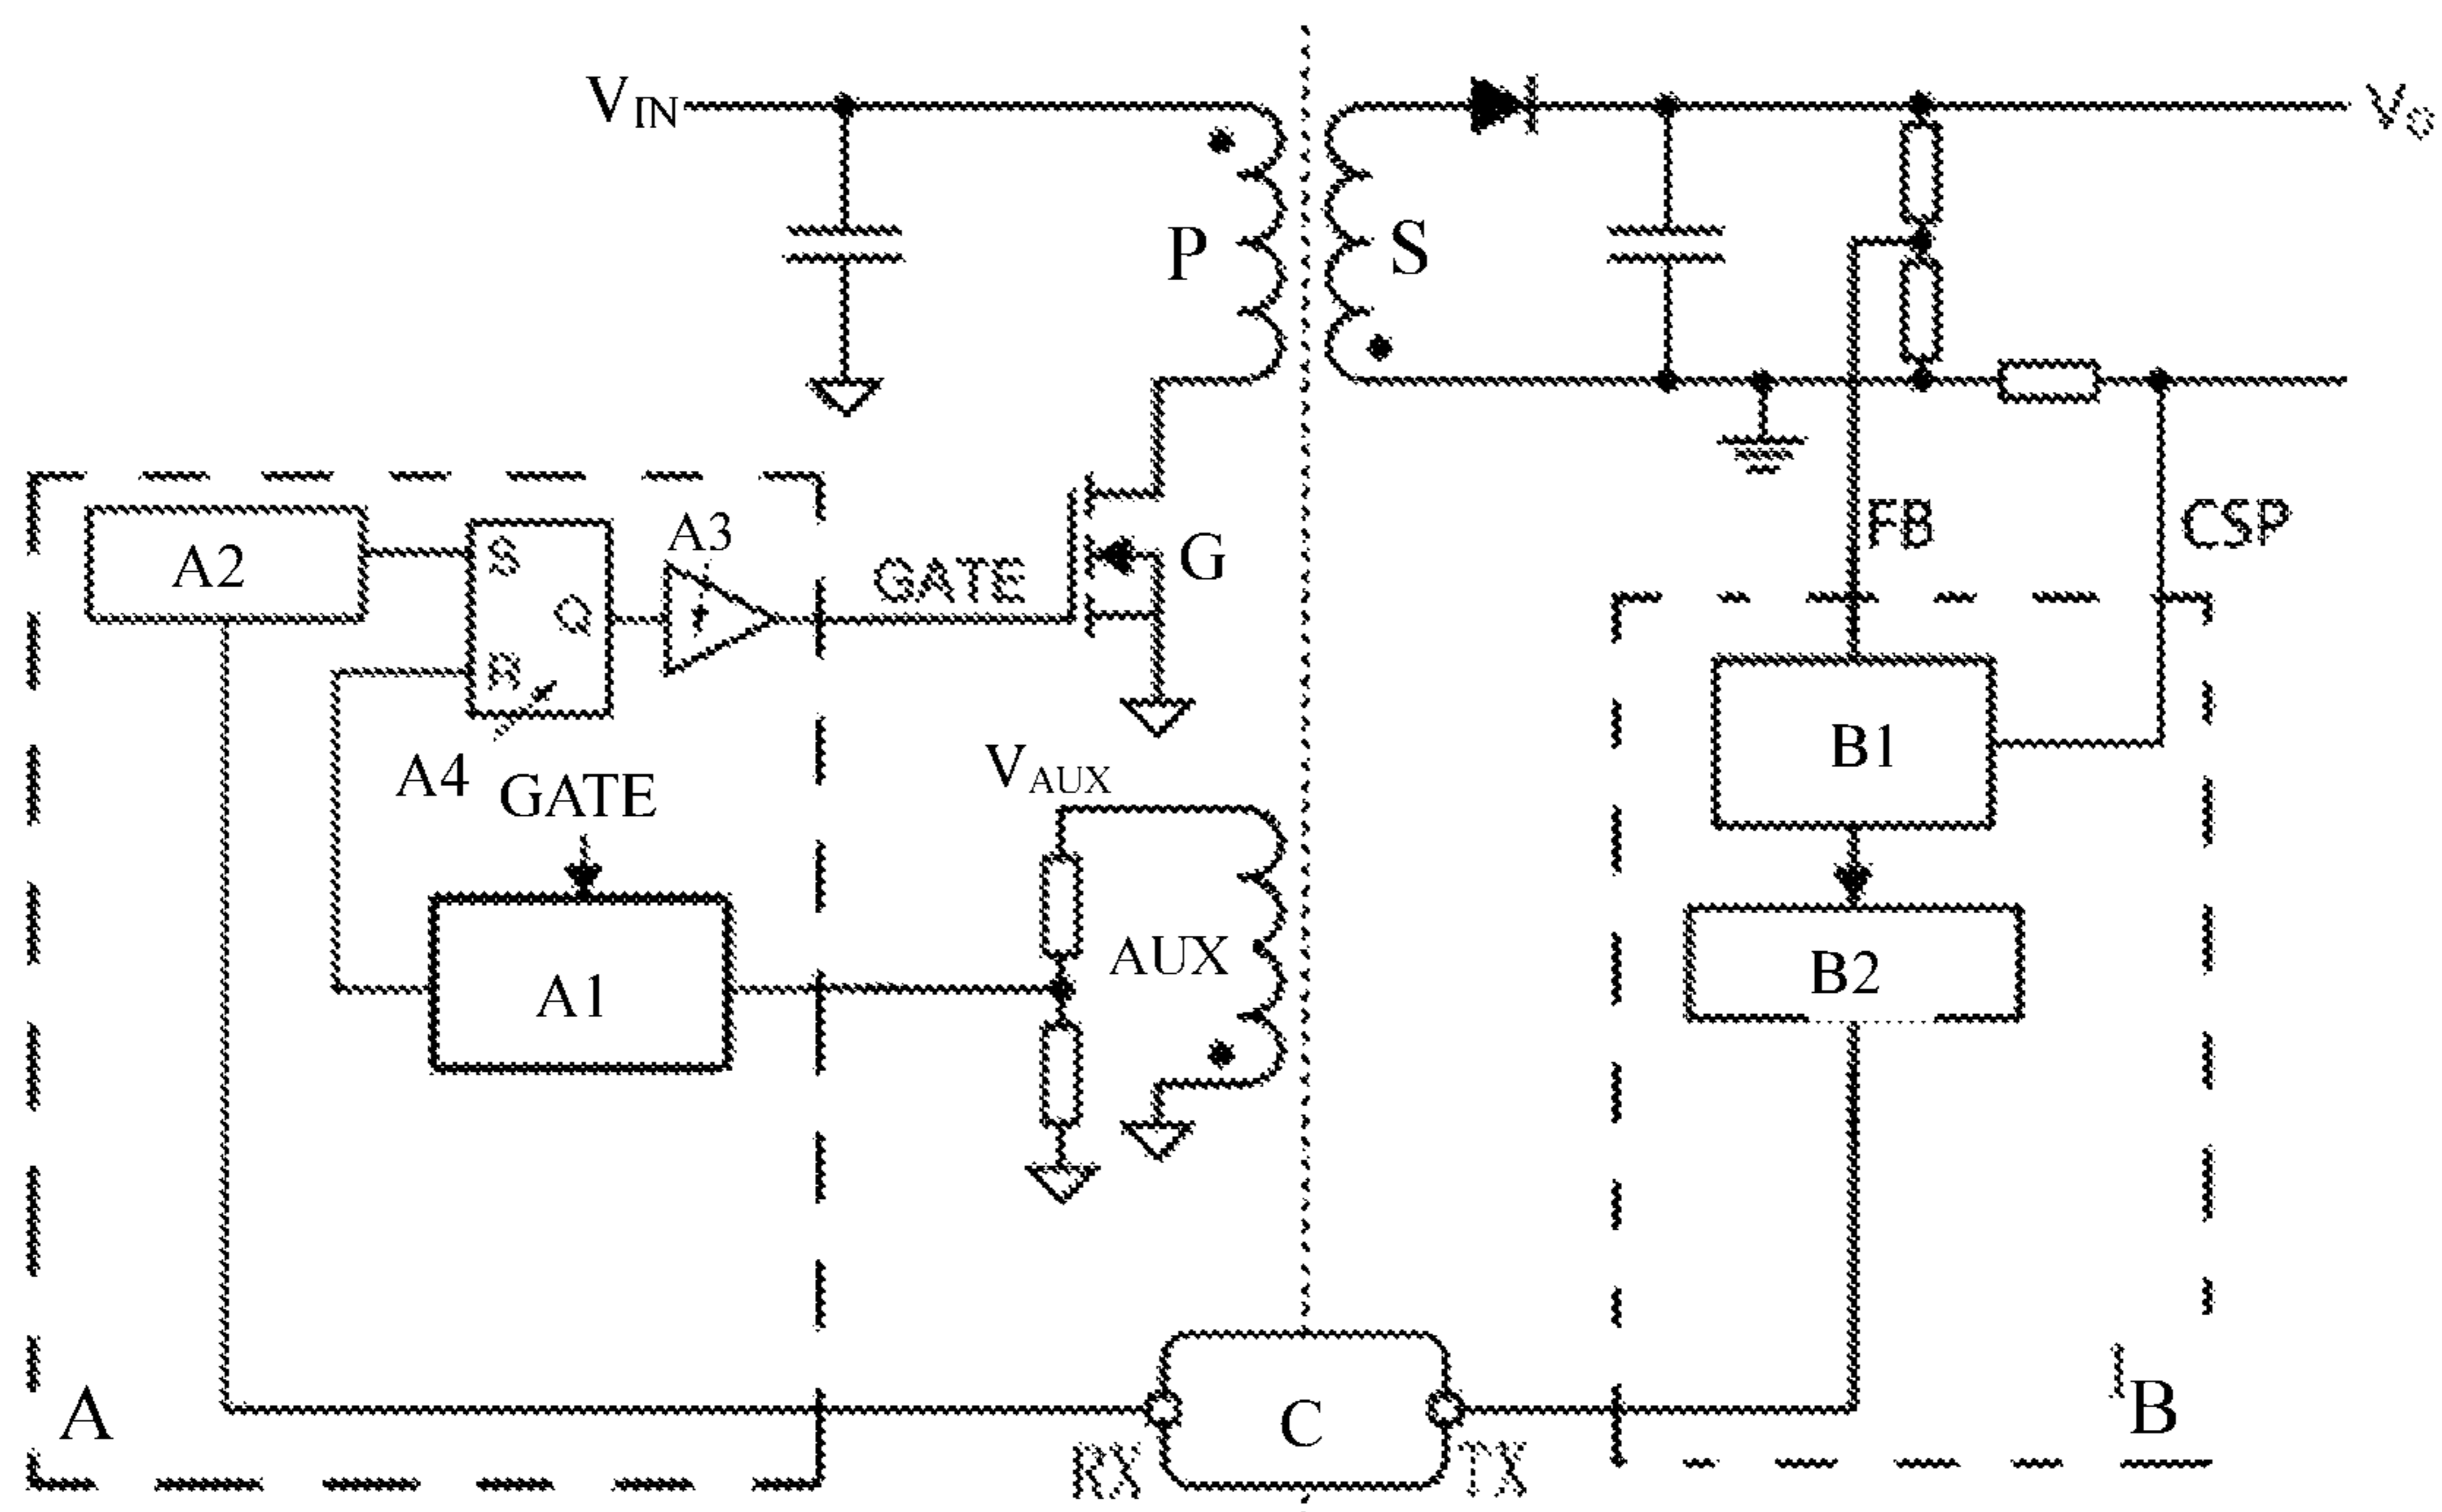 VIN
VO
P
S
A2
S
Q
R
A3
GATE
G
FB
CSP
A4
GATE
VAUX
B1
A1
AUX
B2
A
RX
C
TX
B